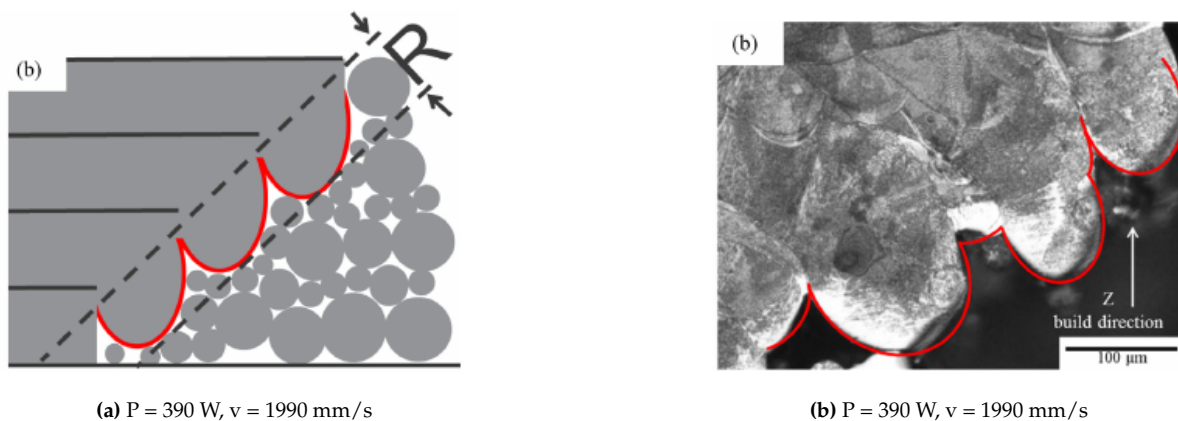 (b)
R
(b)
Z
build direction
100 μm
(a) P = 390 W, v = 1990 mm/s
(b) P = 390 W, v = 1990 mm/s